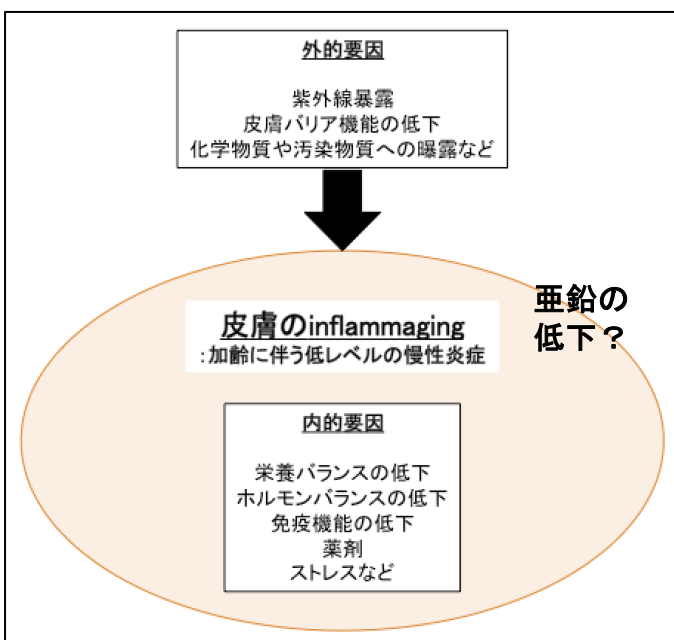 外的要因
紫外線暴露
皮膚バリア機能の低下
化学物質や汚染物質への曝露など
亜鉛の
低下？
皮膚のinflammaging
：加齢に伴う低レベルの慢性炎症
内的要因
栄養バランスの低下
ホルモンバランスの低下
免疫機能の低下
薬剤
ストレスなど